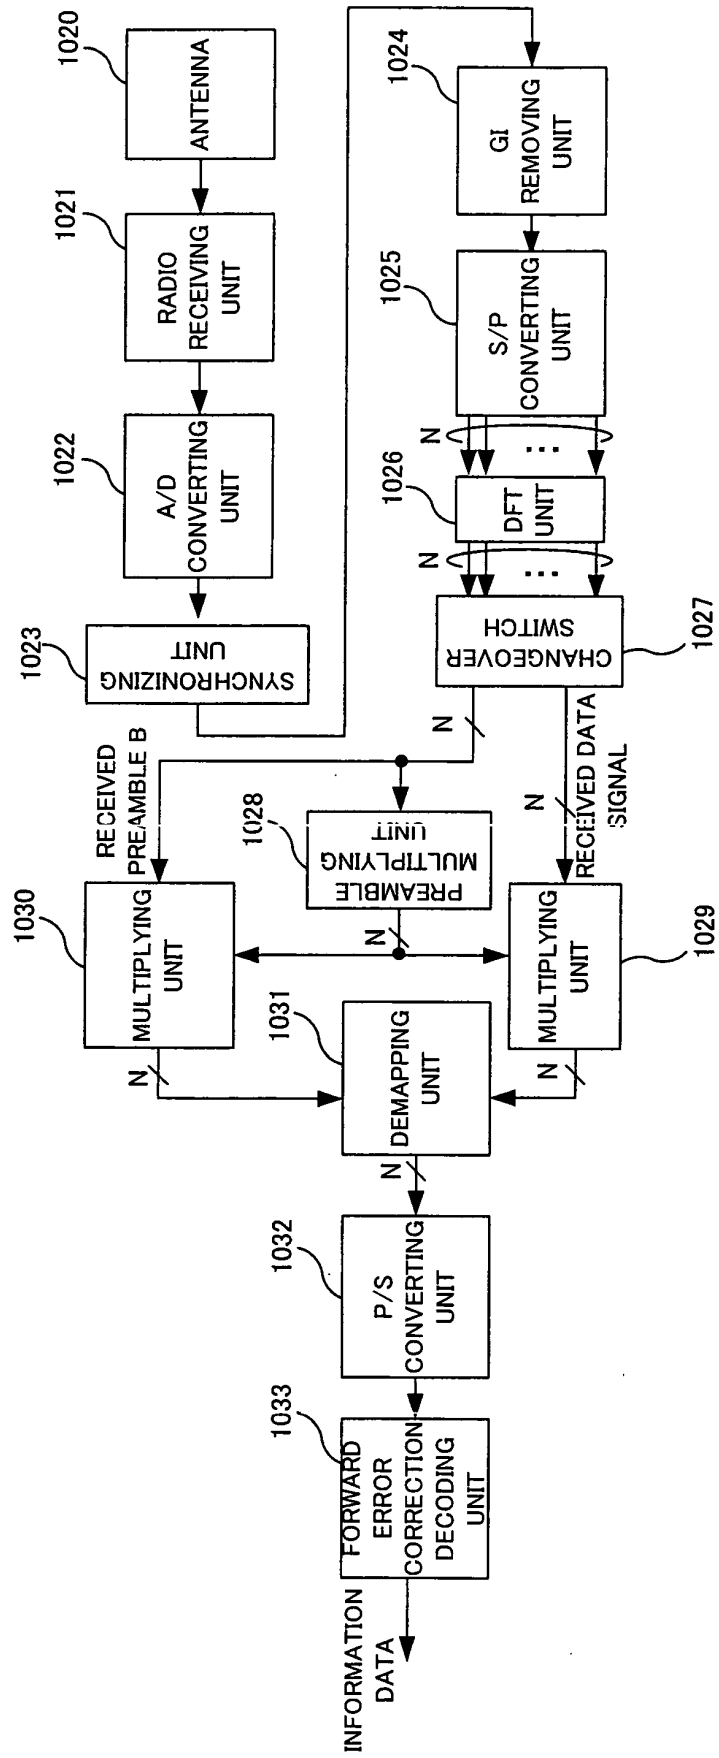 1020
ANTENNA
1021
RADIO
RECEIVING
UNIT
1022
A/D
CONVERTING
UNIT
1023
SYNCHRONIZING
UNIT
1024
GI
REMOVING
UNIT
1025
S/P
CONVERTING
UNIT
N
...
1026
DFT
UNIT
N
...
1027
CHANGEOVER
SWITCH
N
N
RECEIVED DATA
SIGNAL
RECEIVED
PREAMBLE B
1028
PREAMBLE
MULTIPLYING
UNIT
N
1029
MULTIPLYING
UNIT
N
1030
MULTIPLYING
UNIT
N
1031
DEMAPPING
UNIT
N
1032
P/S
CONVERTING
UNIT
1033
FORWARD
ERROR
CORRECTION
DECODING
UNIT
INFORMATION
DATA